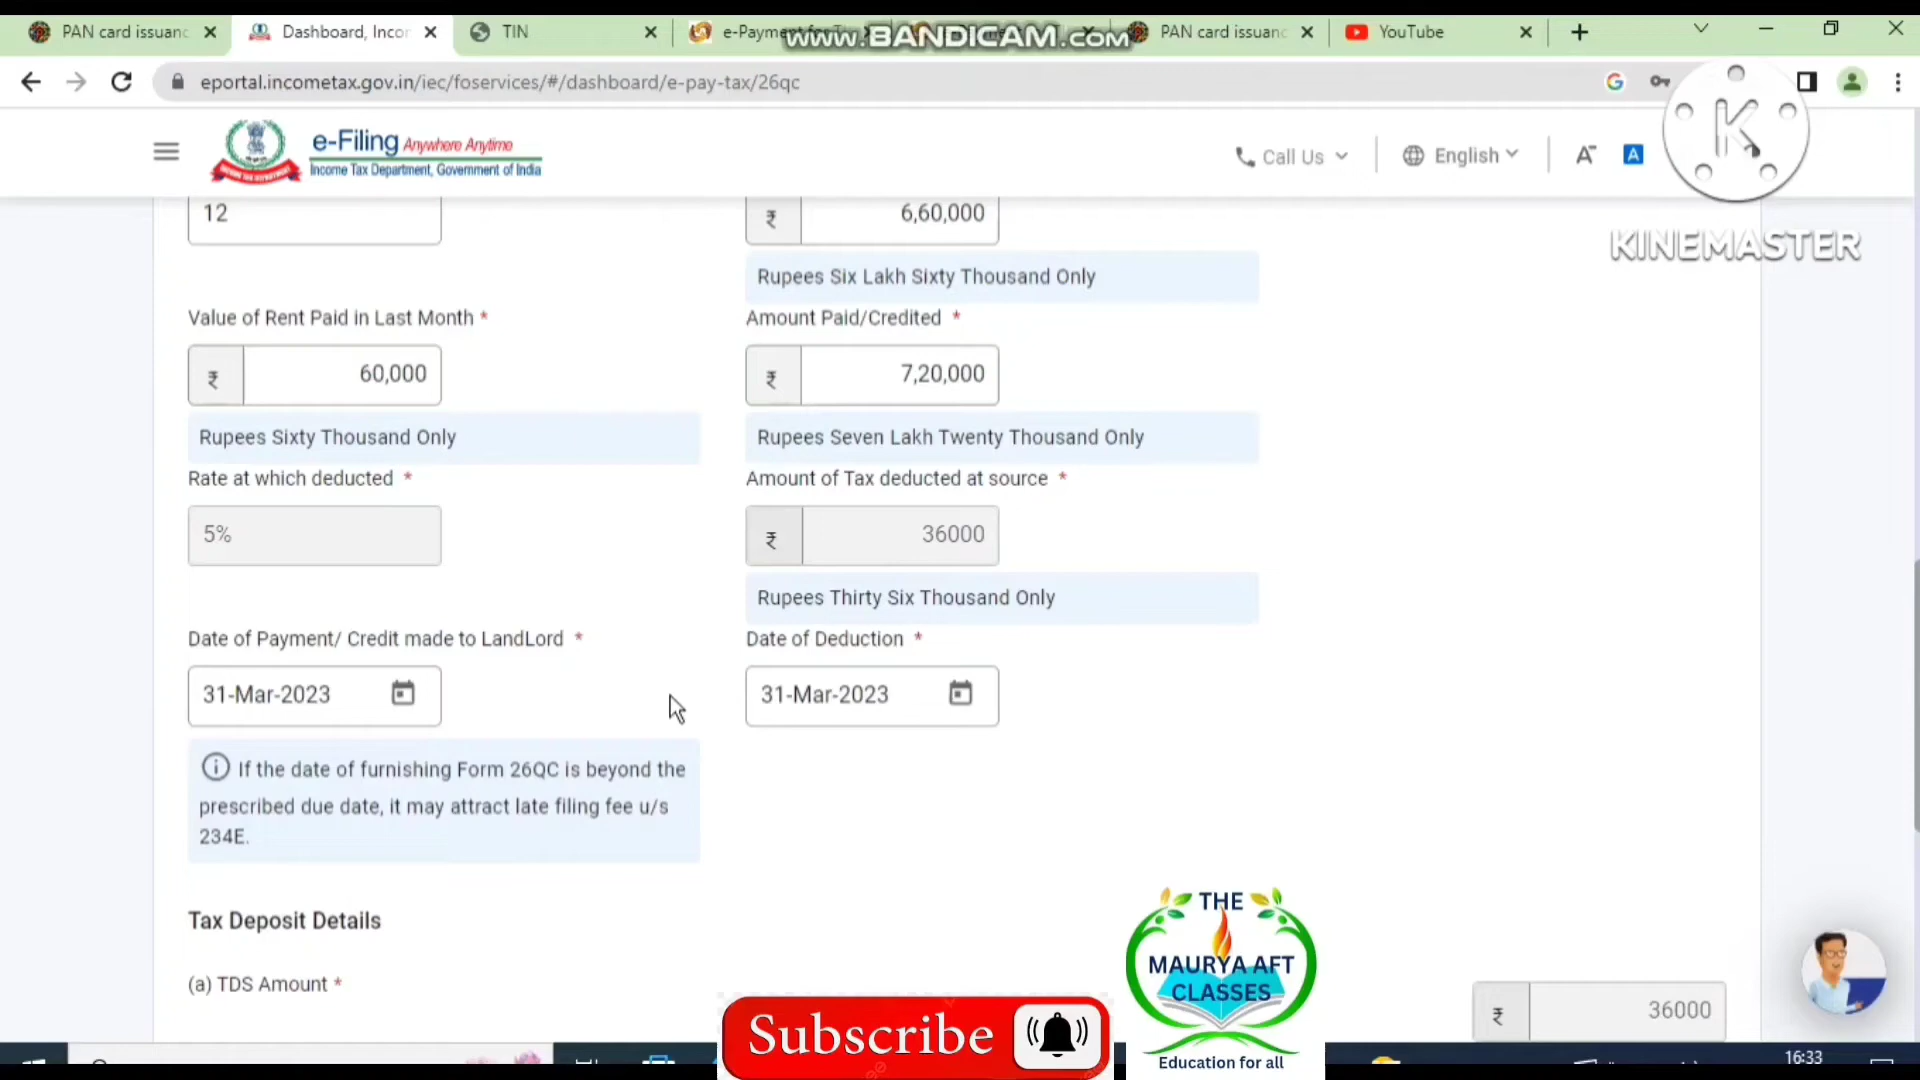 PAN card issuanc
Dashboard, Incor
TIN
e-Payment for Ti
PAN card issuanc
YouTube
www.BANDICAM.com
eportal.incometax.gov.in/iec/foservices/#/dashboard/e-pay-tax/26qc
e-Filing Anywhere Anytime
Income Tax Department, Government of India
Call Us
English
A-
A
K
KINEMASTER
12
₹ 6,60,000
Rupees Six Lakh Sixty Thousand Only
Value of Rent Paid in Last Month *
Amount Paid/Credited *
₹ 60,000
₹ 7,20,000
Rupees Sixty Thousand Only
Rupees Seven Lakh Twenty Thousand Only
Rate at which deducted *
Amount of Tax deducted at source *
5%
₹ 36000
Rupees Thirty Six Thousand Only
Date of Payment/ Credit made to LandLord *
Date of Deduction *
31-Mar-2023
31-Mar-2023
If the date of furnishing Form 26QC is beyond the
prescribed due date, it may attract late filing fee u/s
234E.
Tax Deposit Details
(a) TDS Amount *
₹ 36000
THE
MAURYA AFT
CLASSES
Education for all
Subscribe
16:33